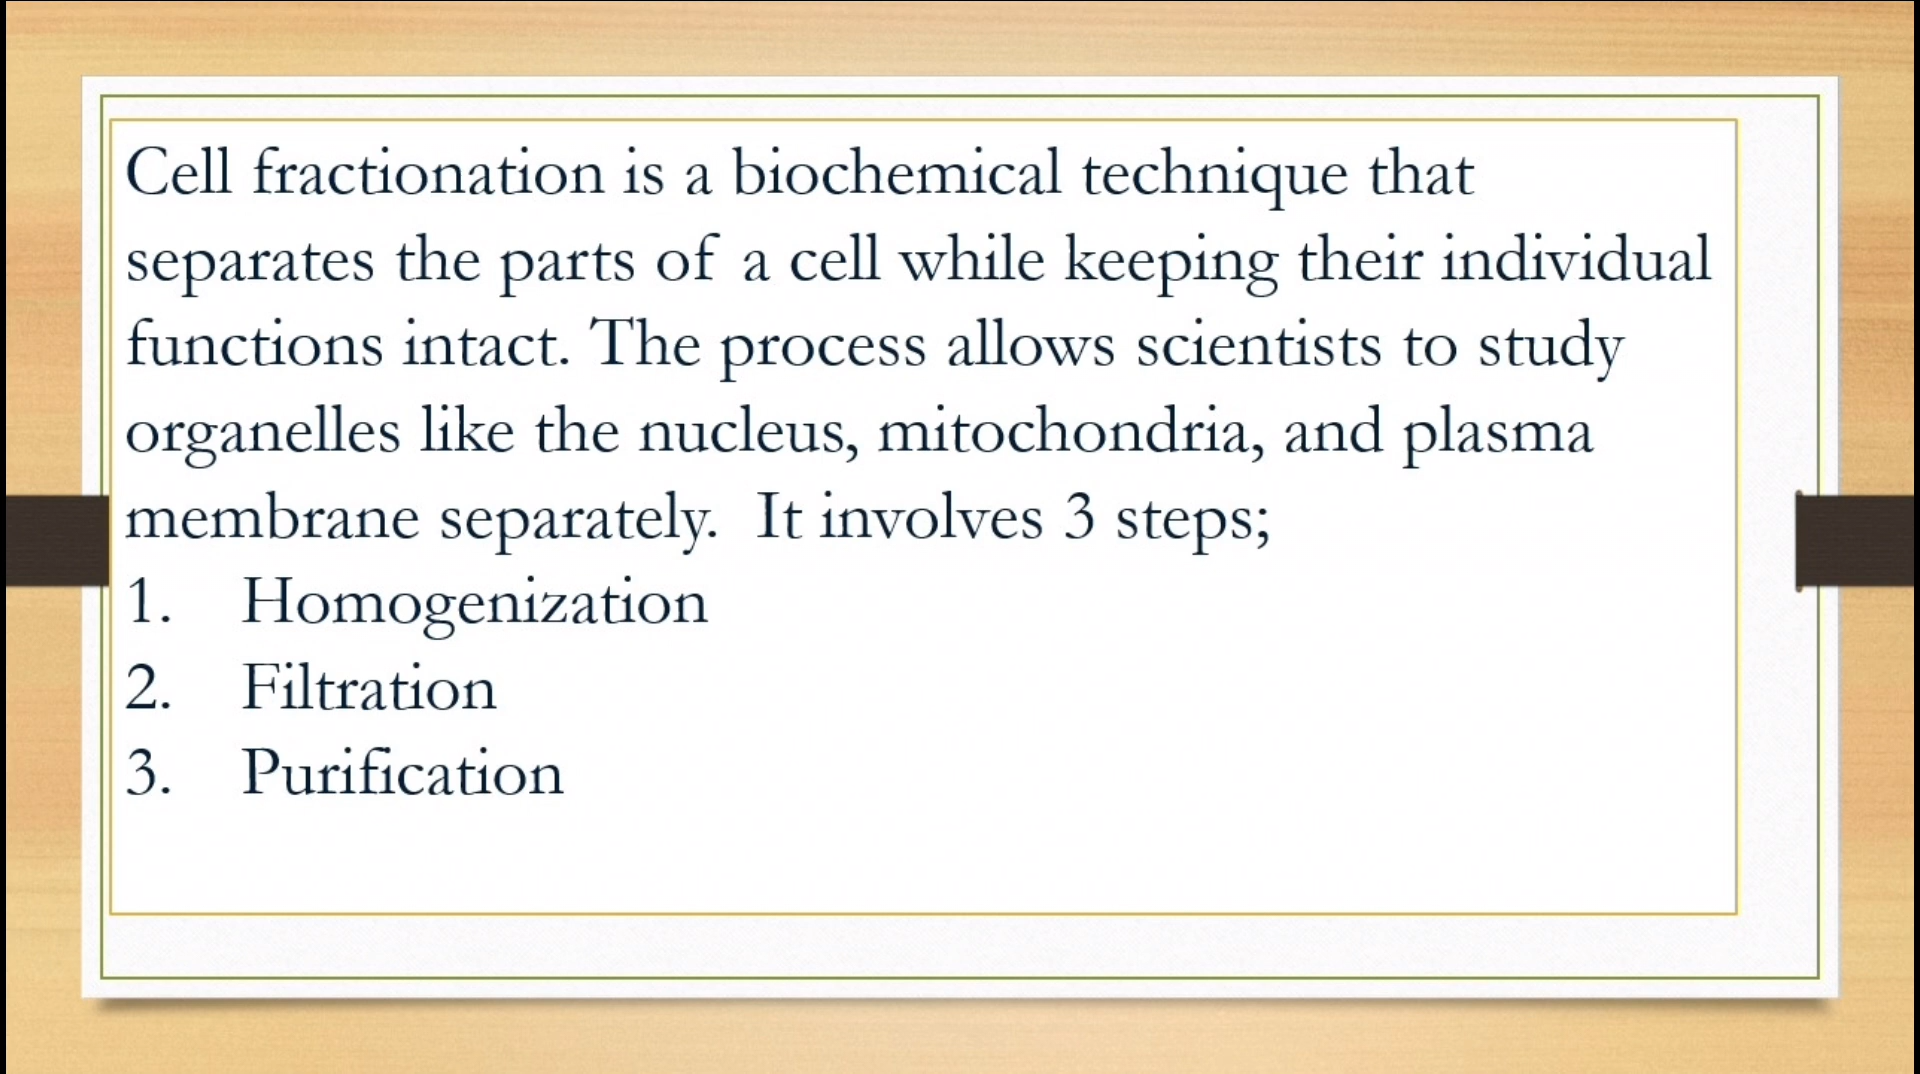 Cell fractionation is a biochemical technique that
separates the parts of a cell while keeping their individual
functions intact. The process allows scientists to study
organelles like the nucleus, mitochondria, and plasma
membrane separately.  It involves 3 steps;
1. Homogenization
2. Filtration
3. Purification